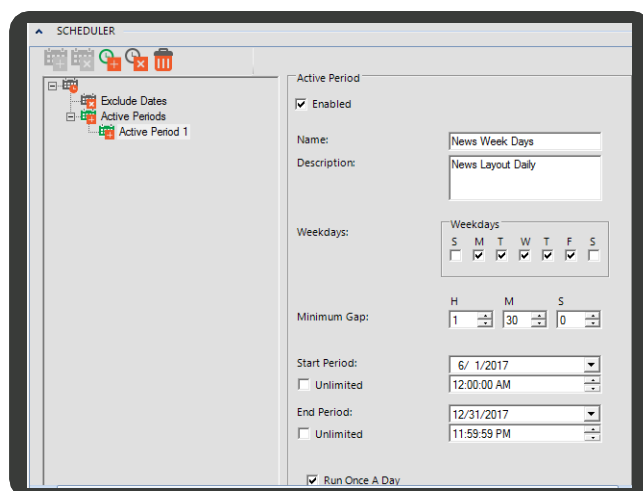 SCHEDULER
Exclude Dates
Active Periods
Active Period 1
Active Period
Enabled
Name: News Week Days
Description: News Layout Daily
Weekdays: Weekdays
S M T W T F S
H M S
Minimum Gap: 1 30 0
Start Period: 6/ 1/2017
Unlimited 12:00:00 AM
End Period: 12/31/2017
Unlimited 11:59:59 PM
Run Once A Day